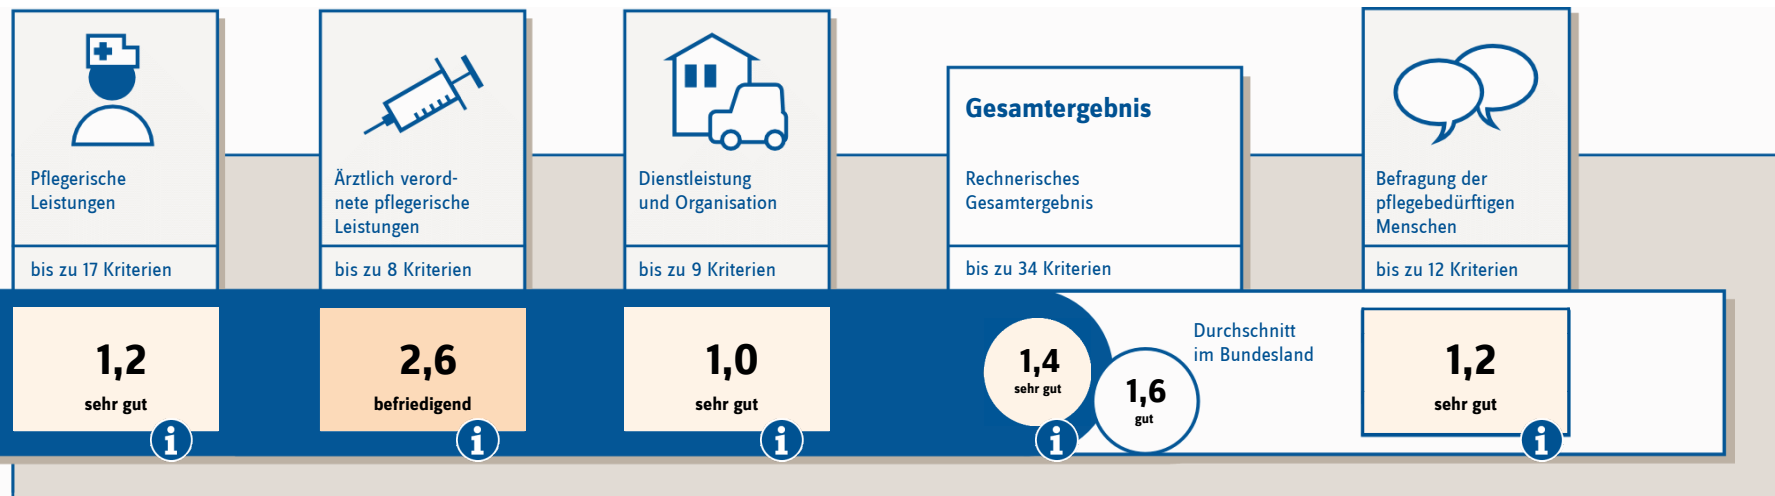 Pflegerische
Leistungen
bis zu 17 Kriterien
1,2
sehr gut
i
Ärztlich verord-
nete pflegerische
Leistungen
bis zu 8 Kriterien
2,6
befriedigend
i
Dienstleistung
und Organisation
bis zu 9 Kriterien
1,0
sehr gut
i
Gesamtergebnis
Rechnerisches
Gesamtergebnis
bis zu 34 Kriterien
1,4
sehr gut
i
1,6
gut
Durchschnitt
im Bundesland
Befragung der
pflegebedürftigen
Menschen
bis zu 12 Kriterien
1,2
sehr gut
i